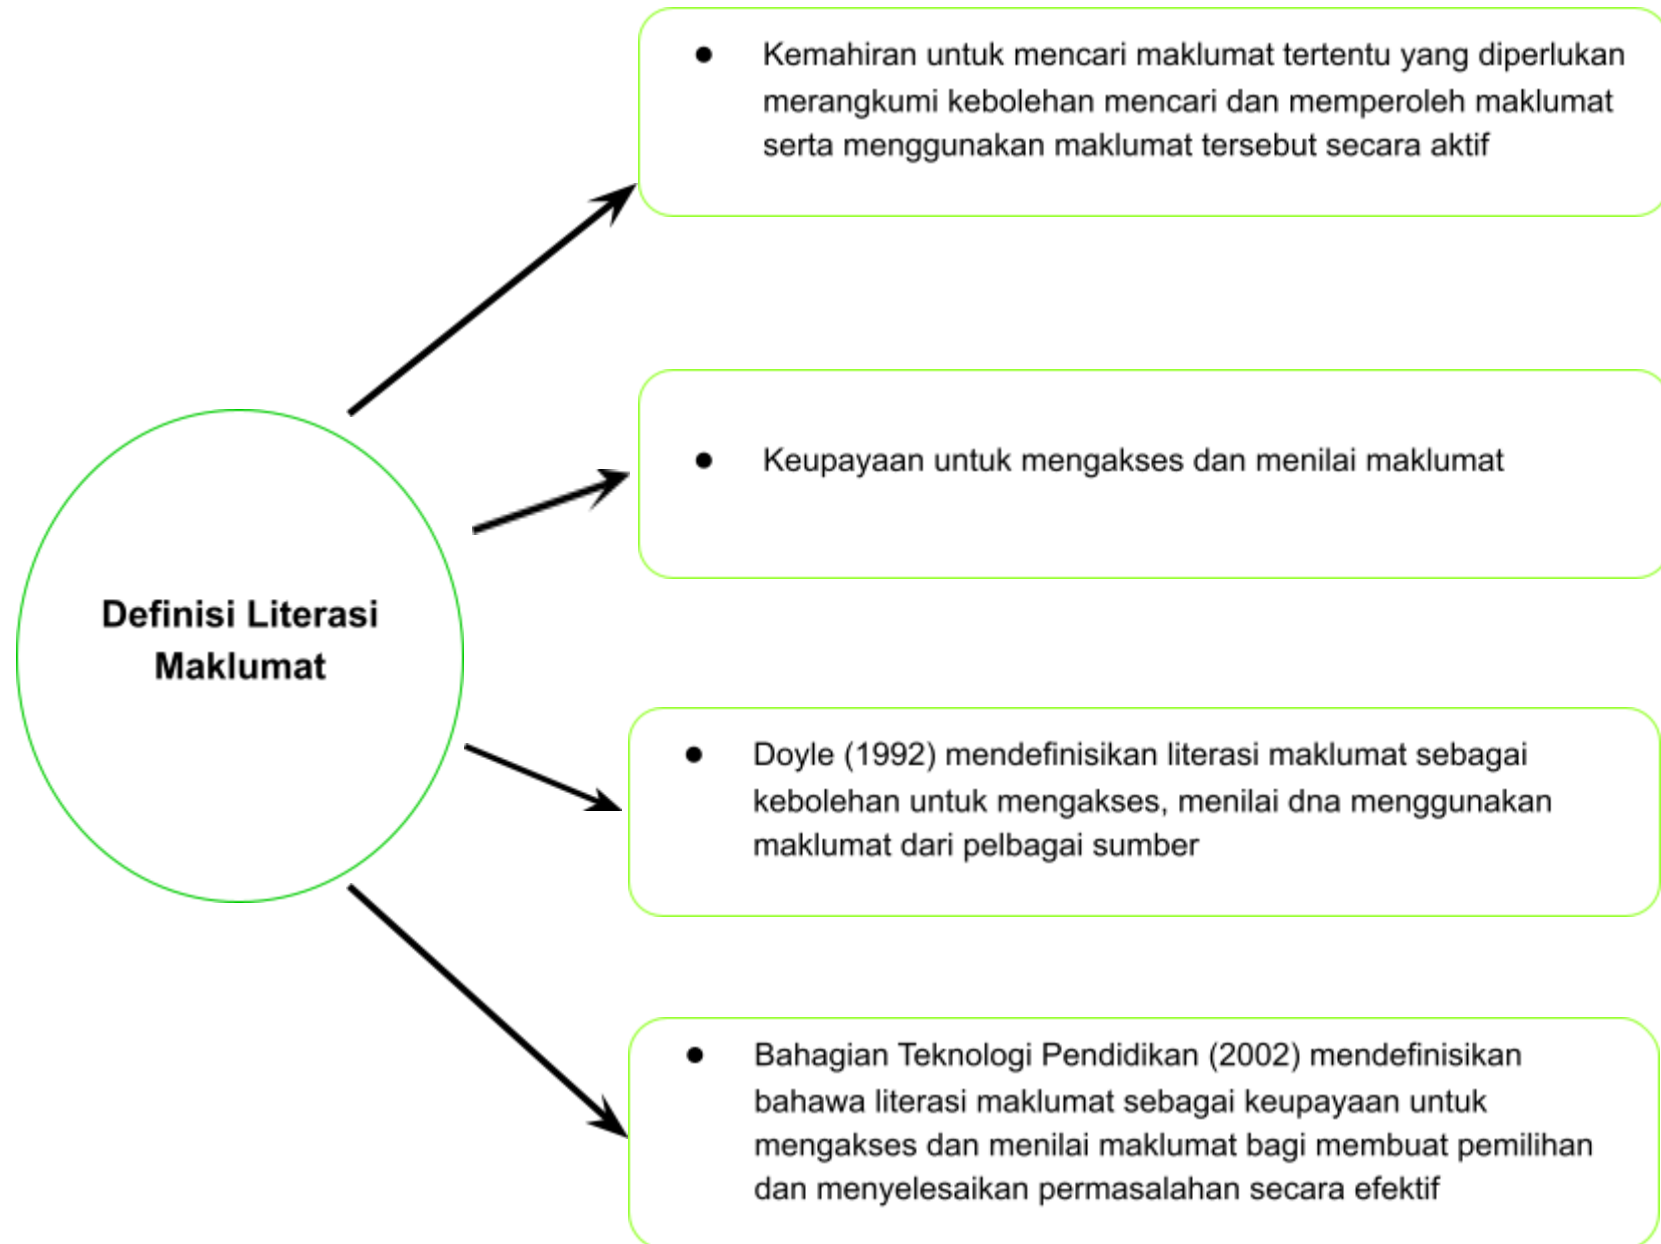 ● Kemahiran untuk mencari maklumat tertentu yang diperlukan
merangkumi kebolehan mencari dan memperoleh maklumat
serta menggunakan maklumat tersebut secara aktif
● Keupayaan untuk mengakses dan menilai maklumat
Definisi Literasi
Maklumat
● Doyle (1992) mendefinisikan literasi maklumat sebagai
kebolehan untuk mengakses, menilai dna menggunakan
maklumat dari pelbagai sumber
● Bahagian Teknologi Pendidikan (2002) mendefinisikan
bahawa literasi maklumat sebagai keupayaan untuk
mengakses dan menilai maklumat bagi membuat pemilihan
dan menyelesaikan permasalahan secara efektif